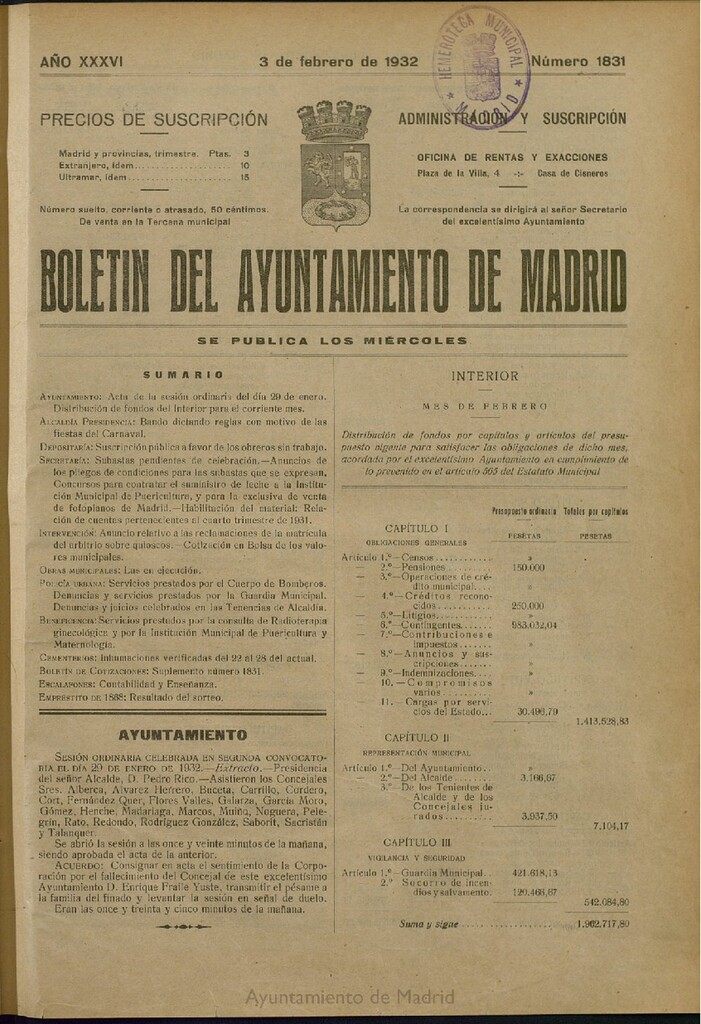 AÑO XXXVI
3 de febrero de 1932
Número 1831
HEMEROTECA MUNICIPAL
* MADRID *
PRECIOS DE SUSCRIPCIÓN
Madrid y provincias, trimestre. Ptas. 3
Extranjero, ídem.................... 10
Ultramar, ídem..................... 15
Número suelto, corriente o atrasado, 50 céntimos.
De venta en la Tercena municipal
ADMINISTRACIÓN Y SUSCRIPCIÓN
OFICINA DE RENTAS Y EXACCIONES
Plaza de la Villa, 4 -:- Casa de Cisneros
La correspondencia se dirigirá al señor Secretario
del excelentísimo Ayuntamiento
BOLETIN DEL AYUNTAMIENTO DE MADRID
SE PUBLICA LOS MIÉRCOLES
SUMARIO
AYUNTAMIENTO: Acta de la sesión ordinaria del día 29 de enero.
Distribución de fondos del Interior para el corriente mes.
ALCALDÍA PRESIDENCIA: Bando dictando reglas con motivo de las
fiestas del Carnaval.
DEPOSITARÍA: Suscripción pública a favor de los obreros sin trabajo.
SECRETARÍA: Subastas pendientes de celebración.—Anuncios de
los pliegos de condiciones para las subastas que se expresan.
Concursos para contratar el suministro de leche a la Institu-
ción Municipal de Puericultura, y para la exclusiva de venta
de fotoplanos de Madrid.—Habilitación del material: Rela-
ción de cuentas pertenecientes al cuarto trimestre de 1931.
INTERVENCIÓN: Anuncio relativo a las reclamaciones de la matrícula
del arbitrio sobre quioscos.—Cotización en Bolsa de los valo-
res municipales.
OBRAS MUNICIPALES: Las en ejecución.
POLICÍA URBANA: Servicios prestados por el Cuerpo de Bomberos.
Denuncias y servicios prestados por la Guardia Municipal.
Denuncias y juicios celebrados en las Tenencias de Alcaldía.
BENEFICENCIA: Servicios prestados por la consulta de Radioterapia
ginecológica y por la Institución Municipal de Puericultura y
Maternología.
CEMENTERIOS: Inhumaciones verificadas del 22 al 28 del actual.
BOLETÍN DE COTIZACIONES: Suplemento número 1831.
ESCALAFONES: Contabilidad y Enseñanza.
EMPRÉSTITO DE 1868: Resultado del sorteo.
AYUNTAMIENTO
SESIÓN ORDINARIA CELEBRADA EN SEGUNDA CONVOCATO-
RIA EL DÍA 29 DE ENERO DE 1932.—Extracto.—Presidencia
del señor Alcalde, D. Pedro Rico.—Asistieron los Concejales
Sres. Alberca, Alvarez Herrero, Buceta, Carrillo, Cordero,
Cort, Fernández Quer, Flores Valles, Galarza, García Moro,
Gómez, Henche, Madariaga, Marcos, Muiño, Noguera, Pele-
grín, Rato, Redondo, Rodríguez González, Saborit, Sacristán
y Talanquer.
Se abrió la sesión a las once y veinte minutos de la mañana,
siendo aprobada el acta de la anterior.
ACUERDO: Consignar en acta el sentimiento de la Corpo-
ración por el fallecimiento del Concejal de este excelentísimo
Ayuntamiento D. Enrique Fraile Yuste, transmitir el pésame a
la familia del finado y levantar la sesión en señal de duelo.
Eran las once y treinta y cinco minutos de la mañana.
INTERIOR
MES DE FEBRERO
Distribución de fondos por capítulos y artículos del presu-
puesto vigente para satisfacer las obligaciones de dicho mes,
acordada por el excelentísimo Ayuntamiento en cumplimiento de
lo prevenido en el artículo 565 del Estatuto Municipal
Presupuesto ordinario Totales por capítulos
PESETAS PESETAS
CAPÍTULO I
OBLIGACIONES GENERALES
Artículo 1.º—Censos............ »
— 2.º—Pensiones......... 150.000
— 3.º—Operaciones de cré-
dito municipal.... »
— 4.º—Créditos recono-
cidos........... 250.000
— 5.º—Litigios........... »
— 6.º—Contingentes...... 983.032,04
— 7.º—Contribuciones e
impuestos....... »
— 8.º—Anuncios y sus-
cripciones....... »
— 9.º—Indemnizaciones.... »
— 10.—Compromisos
varios........ »
— 11.—Cargas por servi-
cios del Estado... 30.496,79
1.413.528,83
CAPÍTULO II
REPRESENTACIÓN MUNICIPAL
Artículo 1.º—Del Ayuntamiento.. »
— 2.º—Del Alcalde....... 3.166,67
— 3.º—De los Tenientes de
Alcalde y de los
Concejales ju-
rados.......... 3.937,50
7.104,17
CAPÍTULO III
VIGILANCIA Y SEGURIDAD
Artículo 1.º—Guardia Municipal.. 421.618,13
— 2.º Socorro de incen-
dios y salvamento. 120.466,67
542.084,80
Suma y sigue.................... 1.962.717,80
Ayuntamiento de Madrid